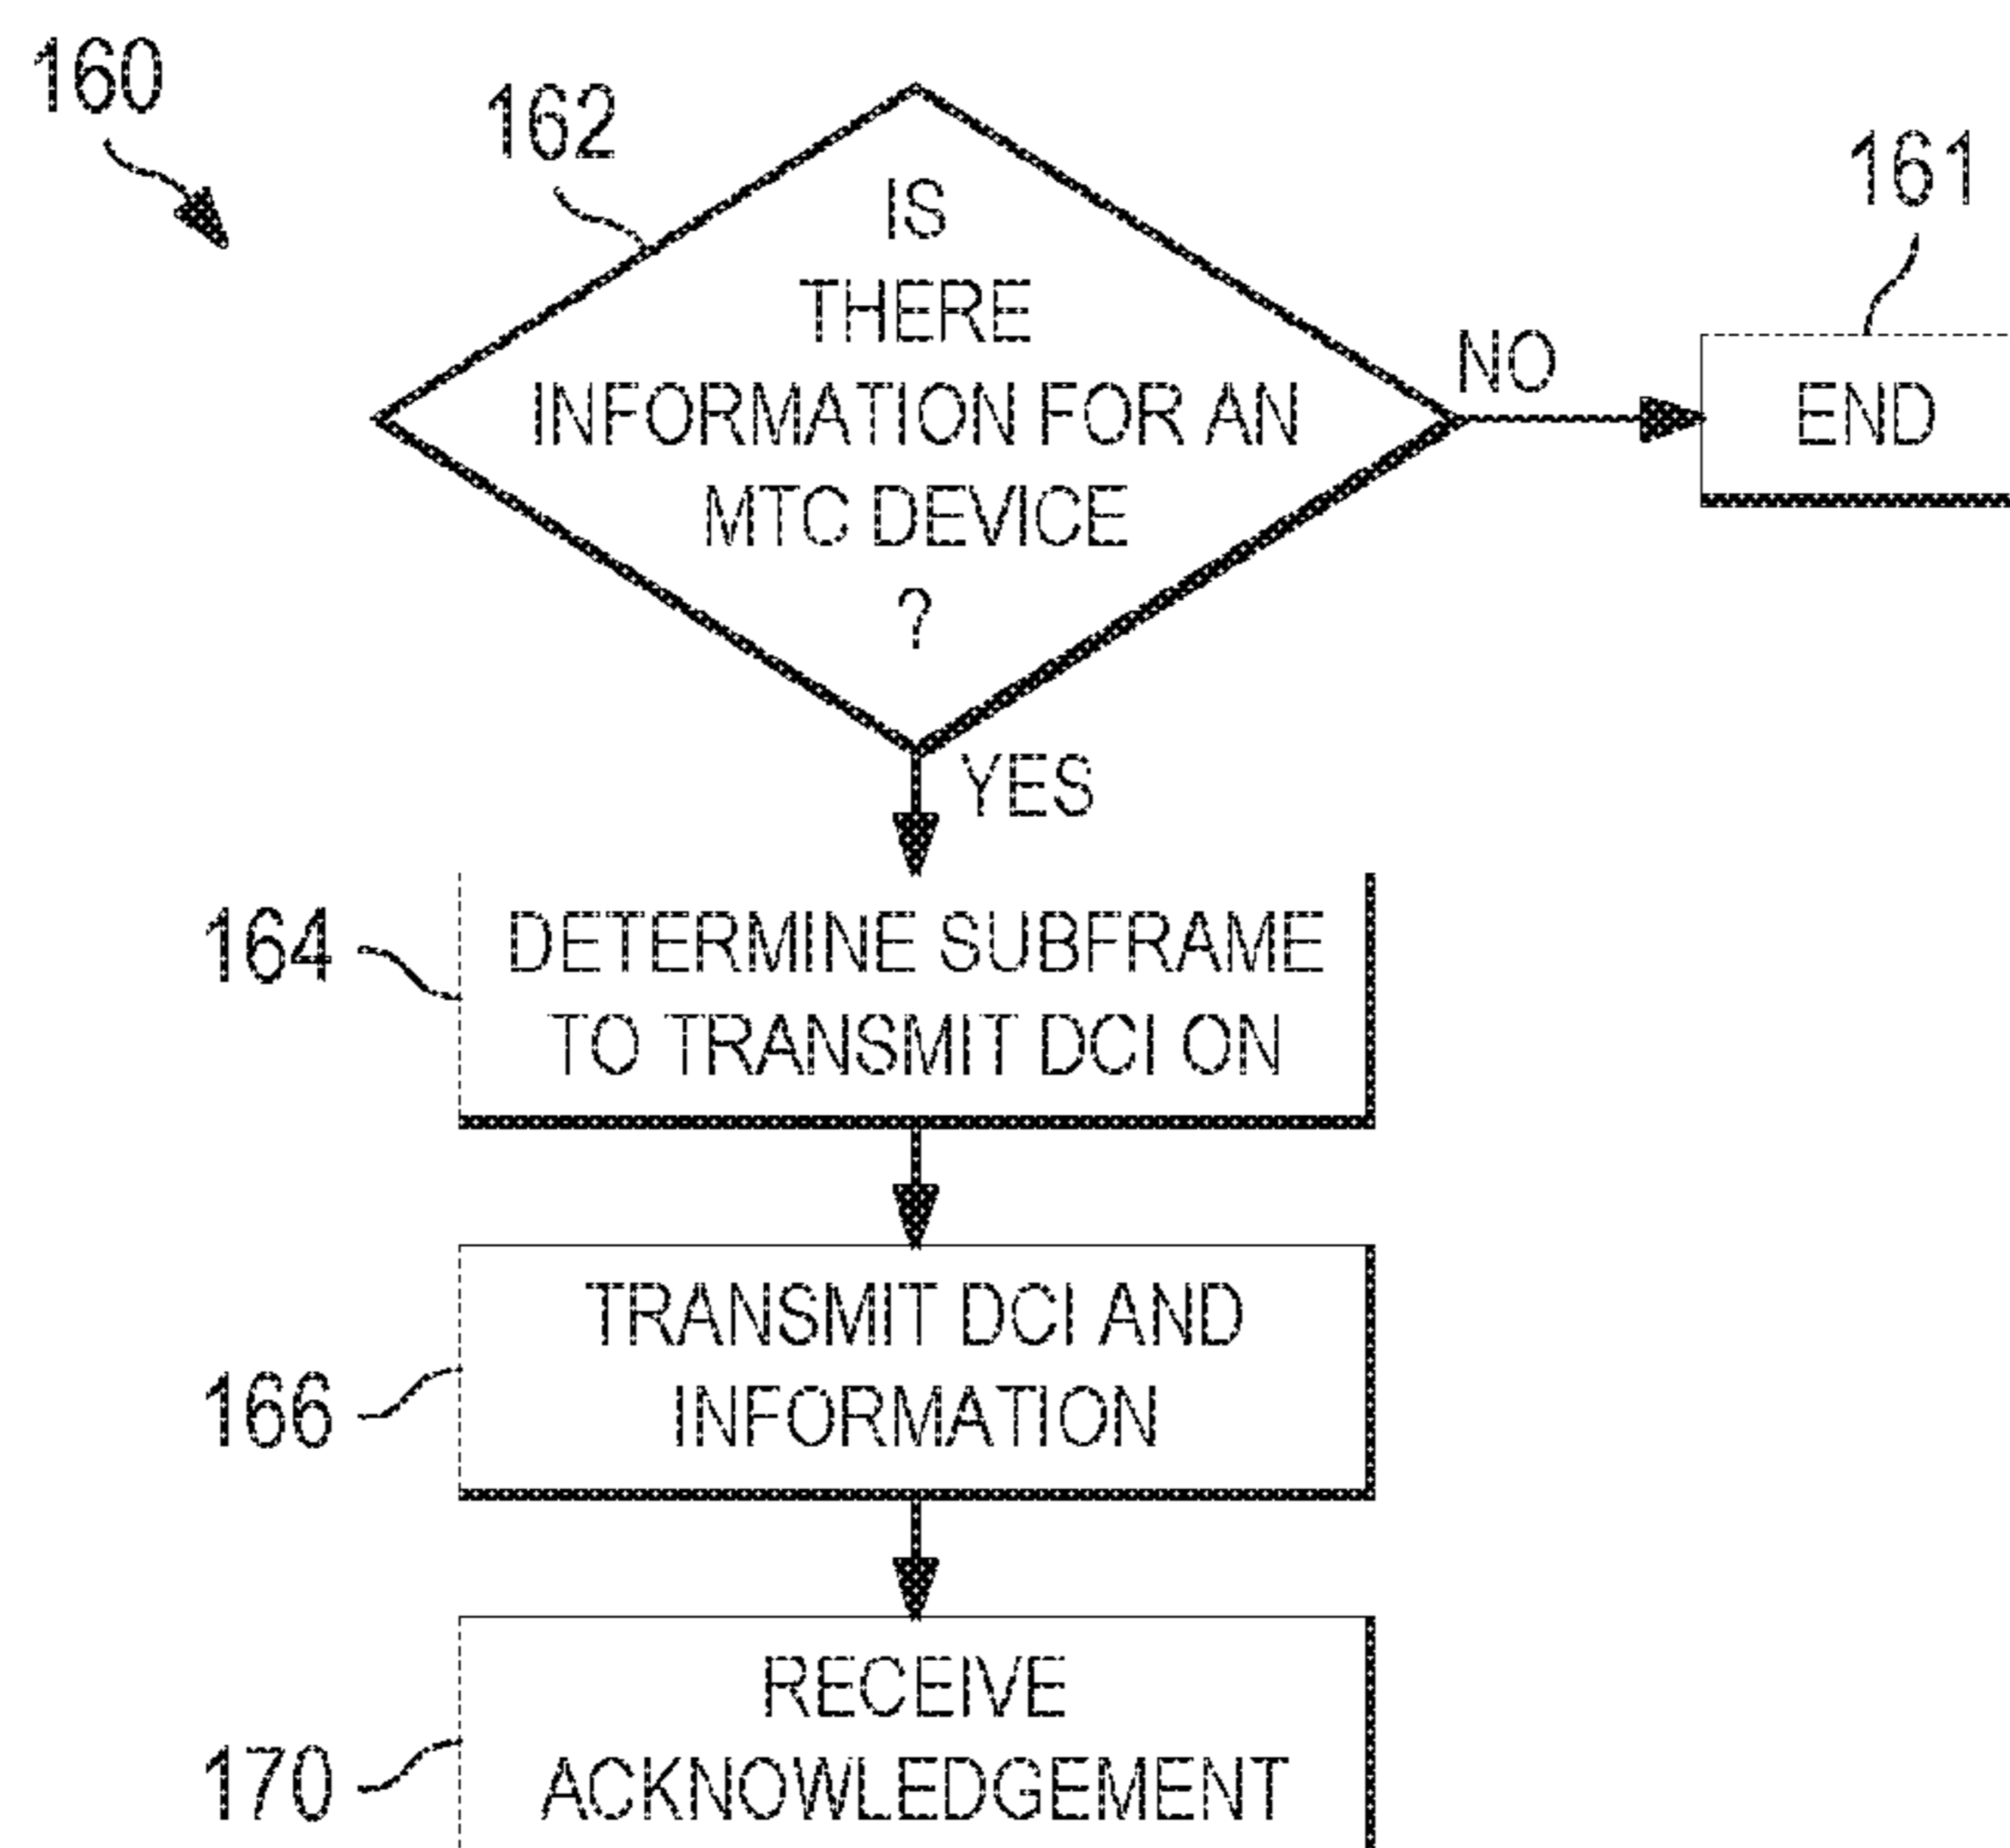 160
162
161
IS
THERE
INFORMATION FOR AN
MTC DEVICE
?
NO
END
YES
164
DETERMINE SUBFRAME
TO TRANSMIT DCI ON
166
TRANSMIT DCI AND
INFORMATION
170
RECEIVE
ACKNOWLEDGEMENT